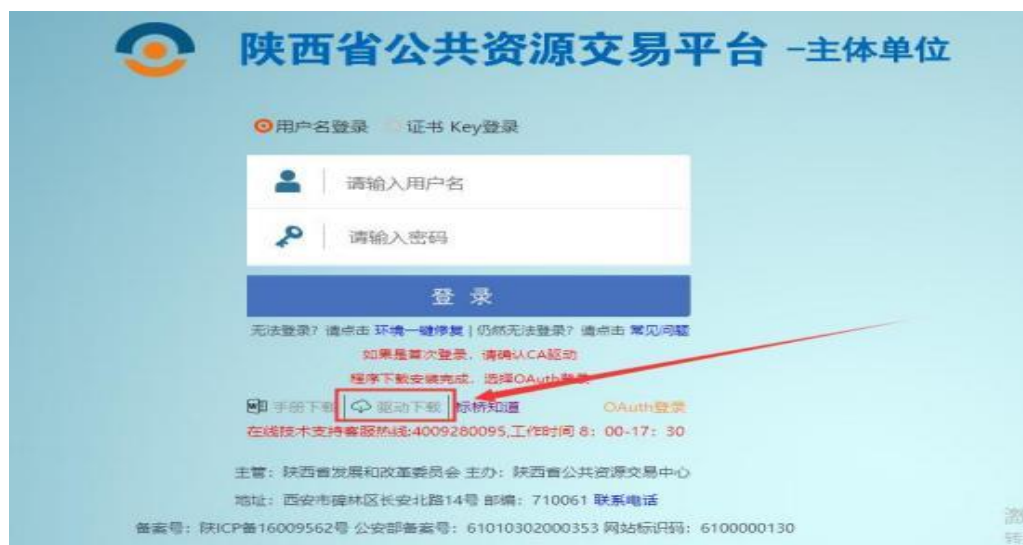 陕西省公共资源交易平台 -主体单位
用户名登录 证书 Key登录
请输入用户名
请输入密码
登 录
无法登录？请点击 环境一键修复 | 仍然无法登录？请点击 常见问题
如果是首次登录，请确认CA驱动
程序下载安装完成，选择OAuth登录
手册下载 驱动下载 标桥知道 OAuth登录
在线技术支持客服热线:4009280095,工作时间 8：00-17：30
主管：陕西省发展和改革委员会 主办：陕西省公共资源交易中心
地址：西安市碑林区长安北路14号 邮编：710061 联系电话
备案号：陕ICP备16009562号 公安部备案号：61010302000353 网站标识码：6100000130
激
转